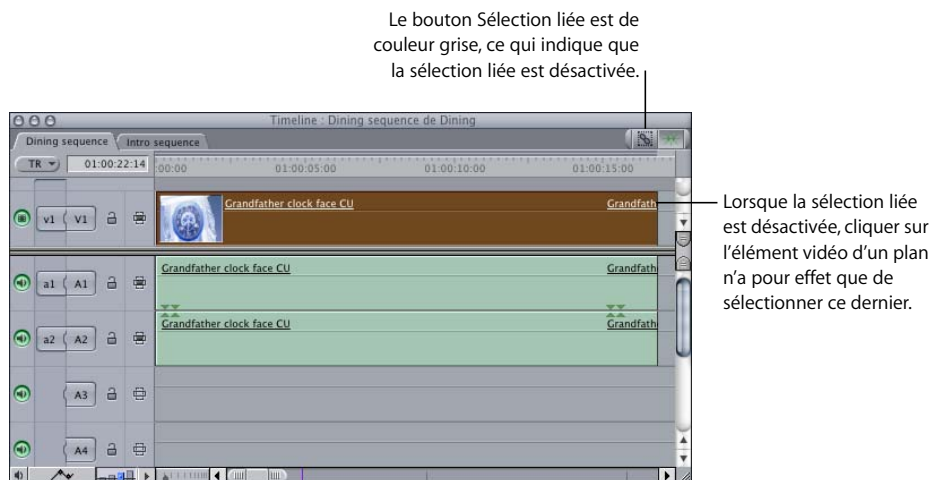 Le bouton Sélection liée est de
couleur grise, ce qui indique que
la sélection liée est désactivée.
Timeline : Dining sequence de Dining
Dining sequence
Intro sequence
TR
01:00:22:14
:00:00
01:00:05:00
01:00:10:00
01:00:15:00
v1
V1
Grandfather clock face CU
Grandfath
Lorsque la sélection liée
est désactivée, cliquer sur
l'élément vidéo d'un plan
n'a pour effet que de
sélectionner ce dernier.
a1
A1
Grandfather clock face CU
Grandfath
a2
A2
Grandfather clock face CU
Grandfath
A3
A4